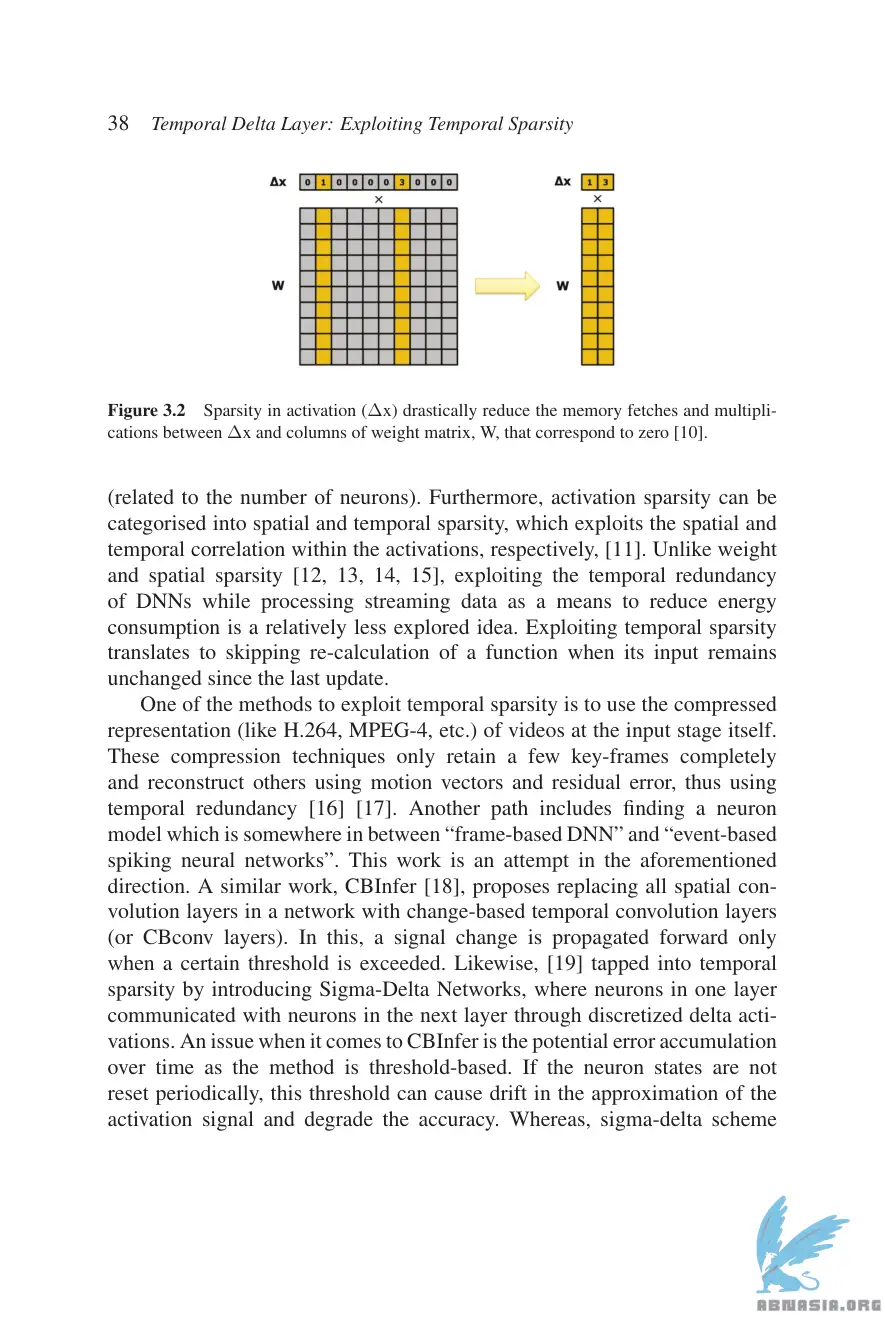 38 Temporal Delta Layer: Exploiting Temporal Sparsity
Δx 0 1 0 0 0 0 3 0 0 0
×
W
Δx 1 3
×
W
Figure 3.2 Sparsity in activation (Δx) drastically reduce the memory fetches and multipli-
cations between Δx and columns of weight matrix, W, that correspond to zero [10].
(related to the number of neurons). Furthermore, activation sparsity can be
categorised into spatial and temporal sparsity, which exploits the spatial and
temporal correlation within the activations, respectively, [11]. Unlike weight
and spatial sparsity [12, 13, 14, 15], exploiting the temporal redundancy
of DNNs while processing streaming data as a means to reduce energy
consumption is a relatively less explored idea. Exploiting temporal sparsity
translates to skipping re-calculation of a function when its input remains
unchanged since the last update.
One of the methods to exploit temporal sparsity is to use the compressed
representation (like H.264, MPEG-4, etc.) of videos at the input stage itself.
These compression techniques only retain a few key-frames completely
and reconstruct others using motion vectors and residual error, thus using
temporal redundancy [16] [17]. Another path includes finding a neuron
model which is somewhere in between “frame-based DNN” and “event-based
spiking neural networks”. This work is an attempt in the aforementioned
direction. A similar work, CBInfer [18], proposes replacing all spatial con-
volution layers in a network with change-based temporal convolution layers
(or CBconv layers). In this, a signal change is propagated forward only
when a certain threshold is exceeded. Likewise, [19] tapped into temporal
sparsity by introducing Sigma-Delta Networks, where neurons in one layer
communicated with neurons in the next layer through discretized delta acti-
vations. An issue when it comes to CBInfer is the potential error accumulation
over time as the method is threshold-based. If the neuron states are not
reset periodically, this threshold can cause drift in the approximation of the
activation signal and degrade the accuracy. Whereas, sigma-delta scheme
ABNASIA.ORG